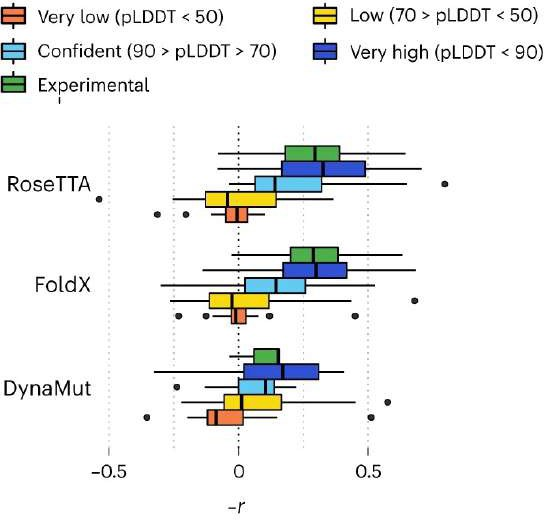 Very low (pLDDT < 50)
Low (70 > pLDDT < 50)
Confident (90 > pLDDT > 70)
Very high (pLDDT < 90)
Experimental
RoseTTA
FoldX
DynaMut
−0.5 0 0.5
-r